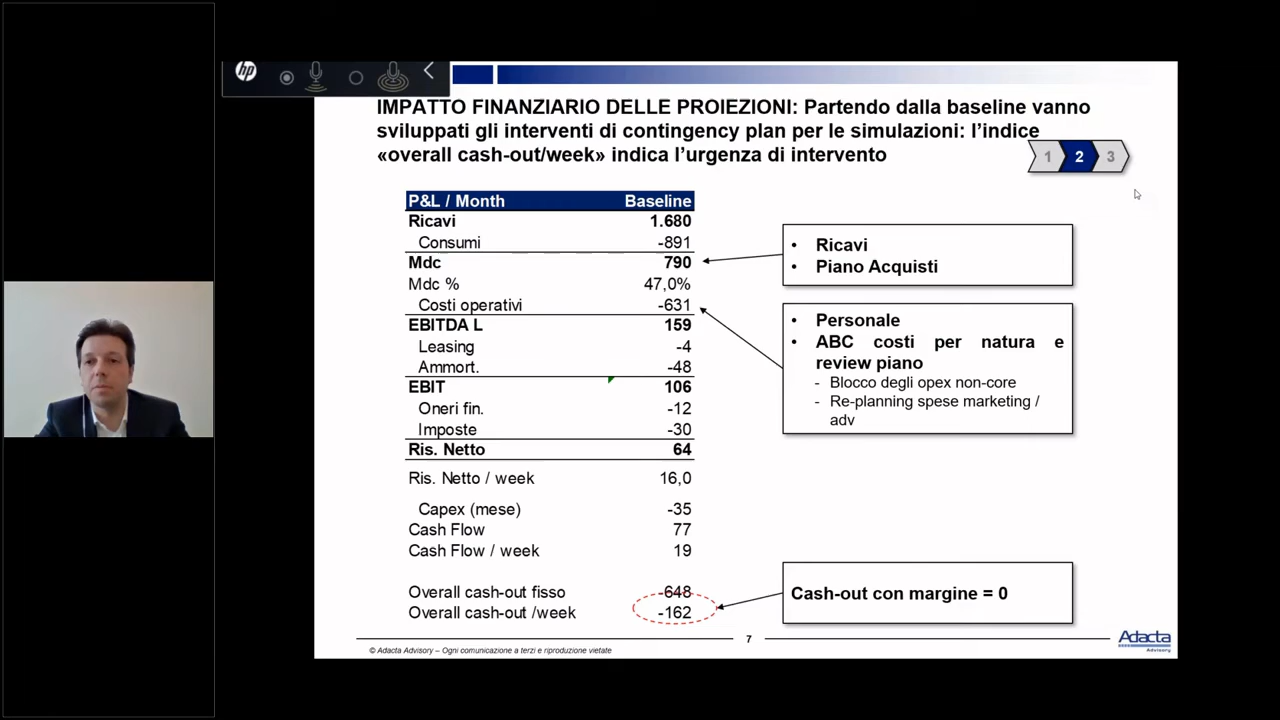 hp
IMPATTO FINANZIARIO DELLE PROIEZIONI: Partendo dalla baseline vanno
sviluppati gli interventi di contingency plan per le simulazioni: l’indice
«overall cash-out/week» indica l’urgenza di intervento
1 2 3
P&L / Month Baseline
Ricavi 1.680
Consumi -891
Mdc 790
Mdc % 47,0%
Costi operativi -631
EBITDA L 159
Leasing -4
Ammort. -48
EBIT 106
Oneri fin. -12
Imposte -30
Ris. Netto 64
Ris. Netto / week 16,0
Capex (mese) -35
Cash Flow 77
Cash Flow / week 19
Overall cash-out fisso -648
Overall cash-out /week -162
• Ricavi
• Piano Acquisti
• Personale
• ABC costi per natura e
review piano
- Blocco degli opex non-core
- Re-planning spese marketing /
adv
Cash-out con margine = 0
7
© Adacta Advisory – Ogni comunicazione a terzi e riproduzione vietate
Adacta
Advisory